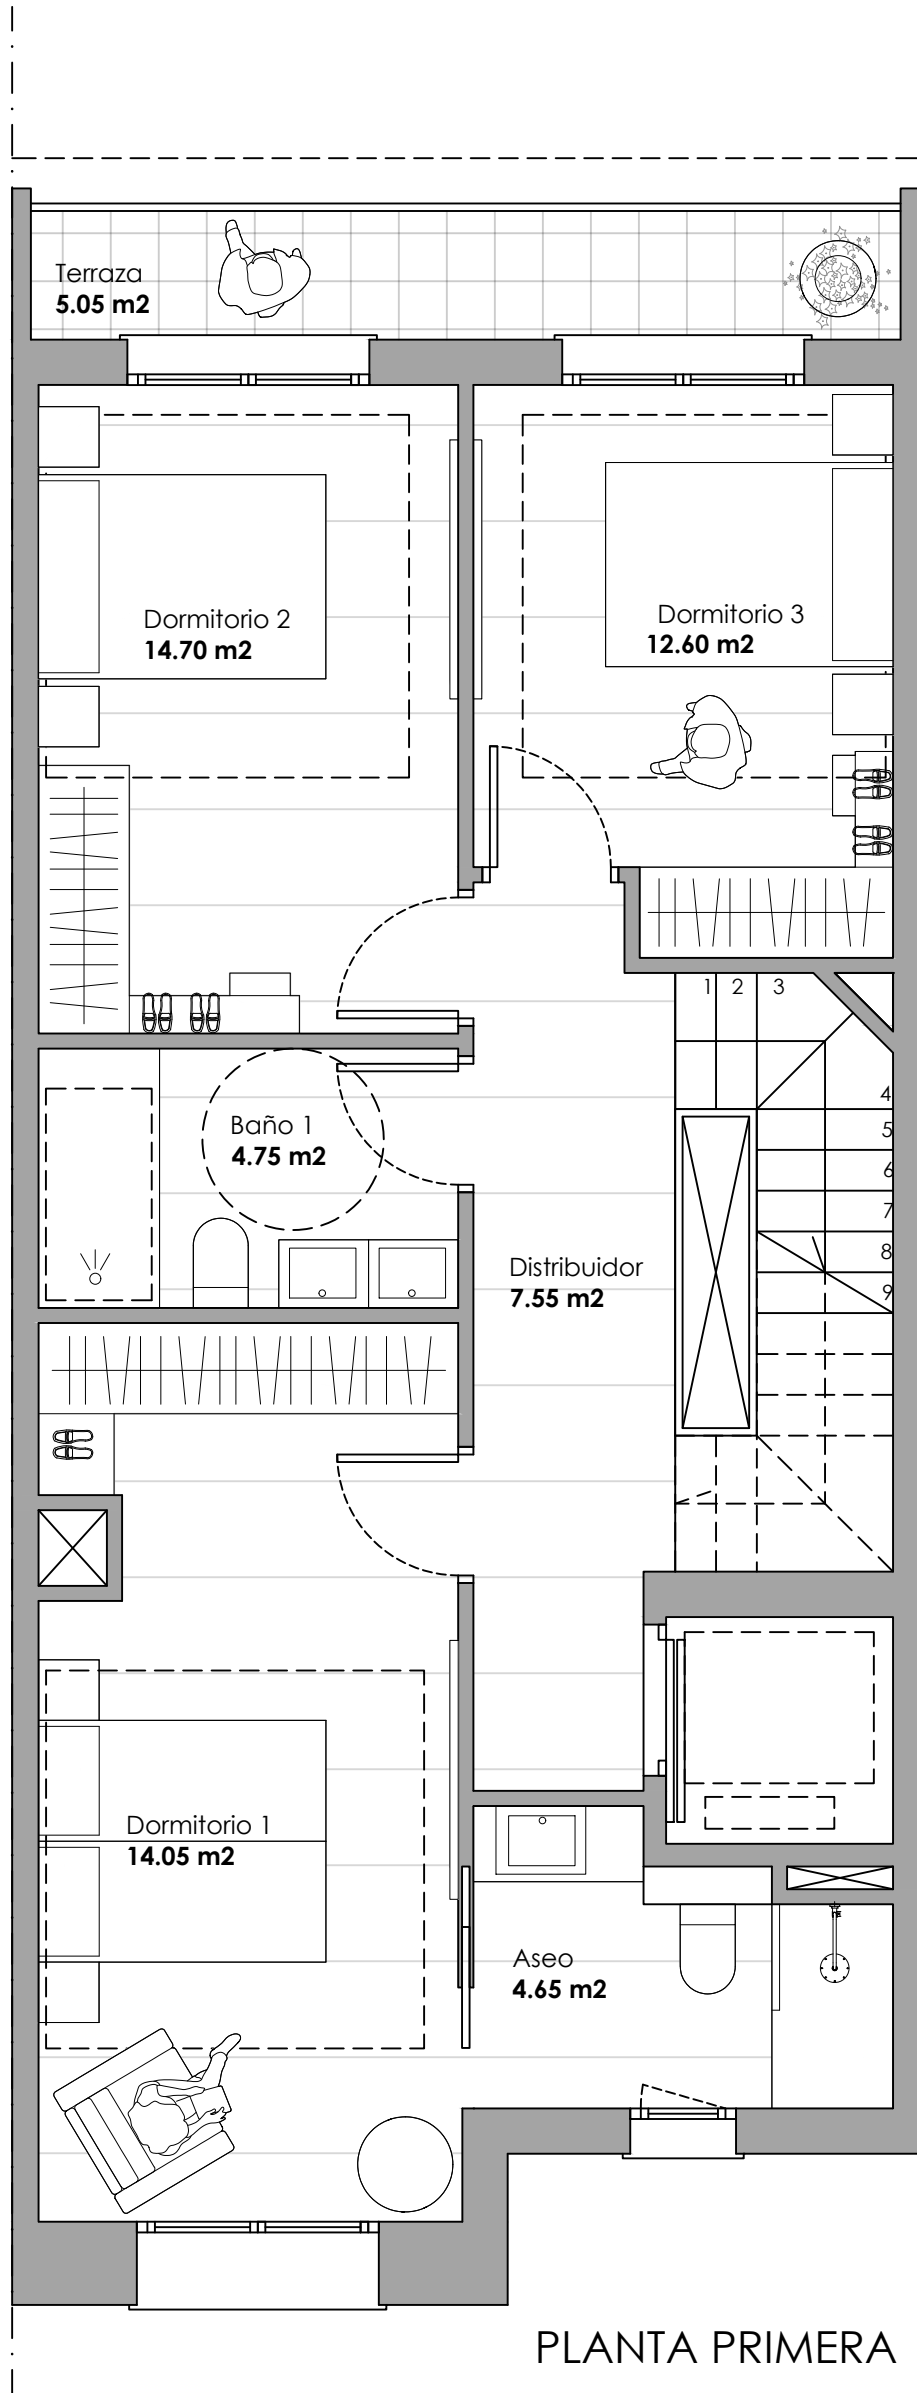 Terraza
5.05 m2
Dormitorio 2
14.70 m2
Dormitorio 3
12.60 m2
1 2 3
4
5
6
7
8
9
Baño 1
4.75 m2
Distribuidor
7.55 m2
Dormitorio 1
14.05 m2
Aseo
4.65 m2
PLANTA PRIMERA